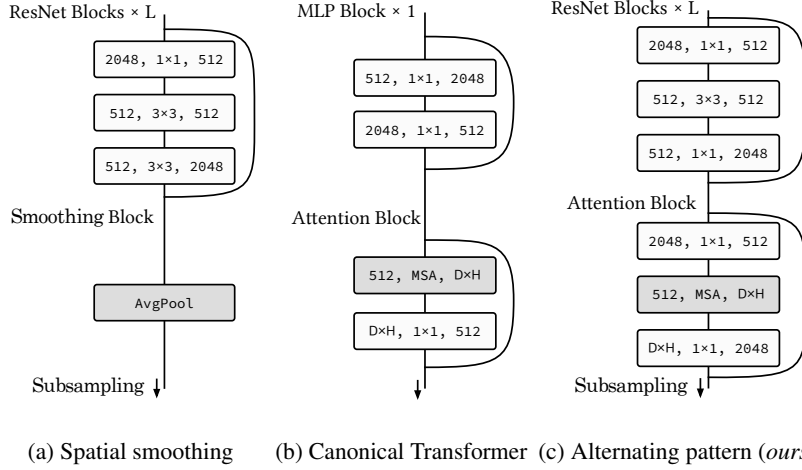 ResNet Blocks × L
2048, 1×1, 512
512, 3×3, 512
512, 3×3, 2048
Smoothing Block
AvgPool
Subsampling
(a) Spatial smoothing
MLP Block × 1
512, 1×1, 2048
2048, 1×1, 512
Attention Block
512, MSA, D×H
D×H, 1×1, 512
(b) Canonical Transformer
ResNet Blocks × L
2048, 1×1, 512
512, 3×3, 512
512, 1×1, 2048
Attention Block
2048, 1×1, 512
512, MSA, D×H
D×H, 1×1, 2048
Subsampling
(c) Alternating pattern (ours